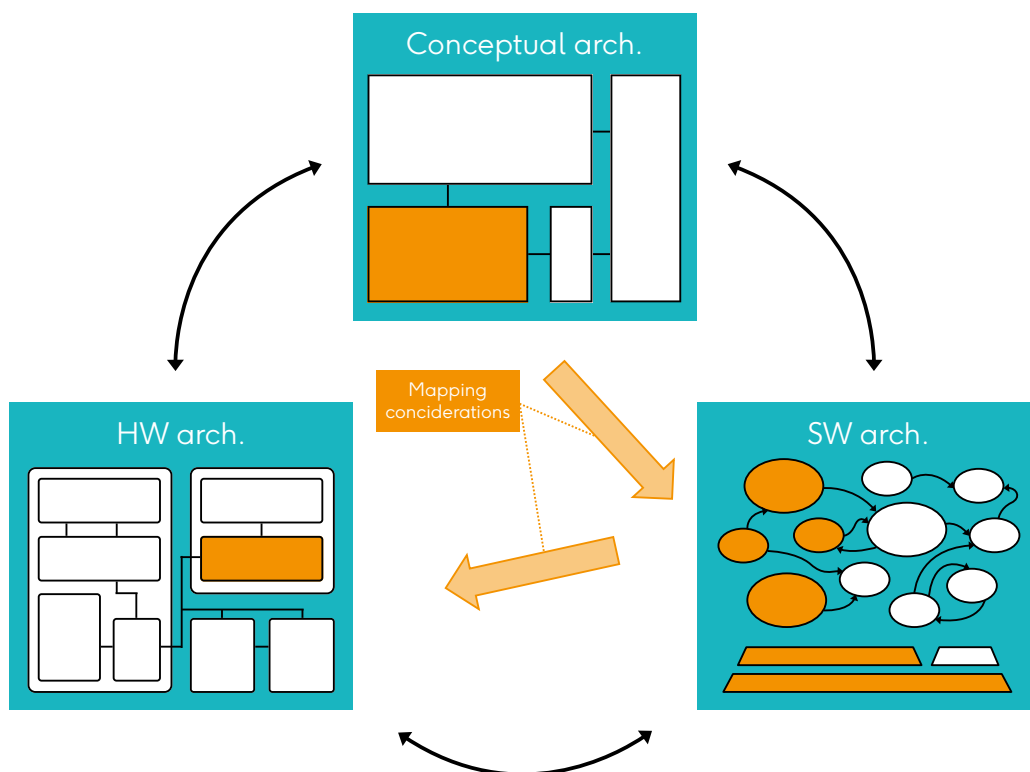 Conceptual arch.
Mapping
conciderations
HW arch.
SW arch.